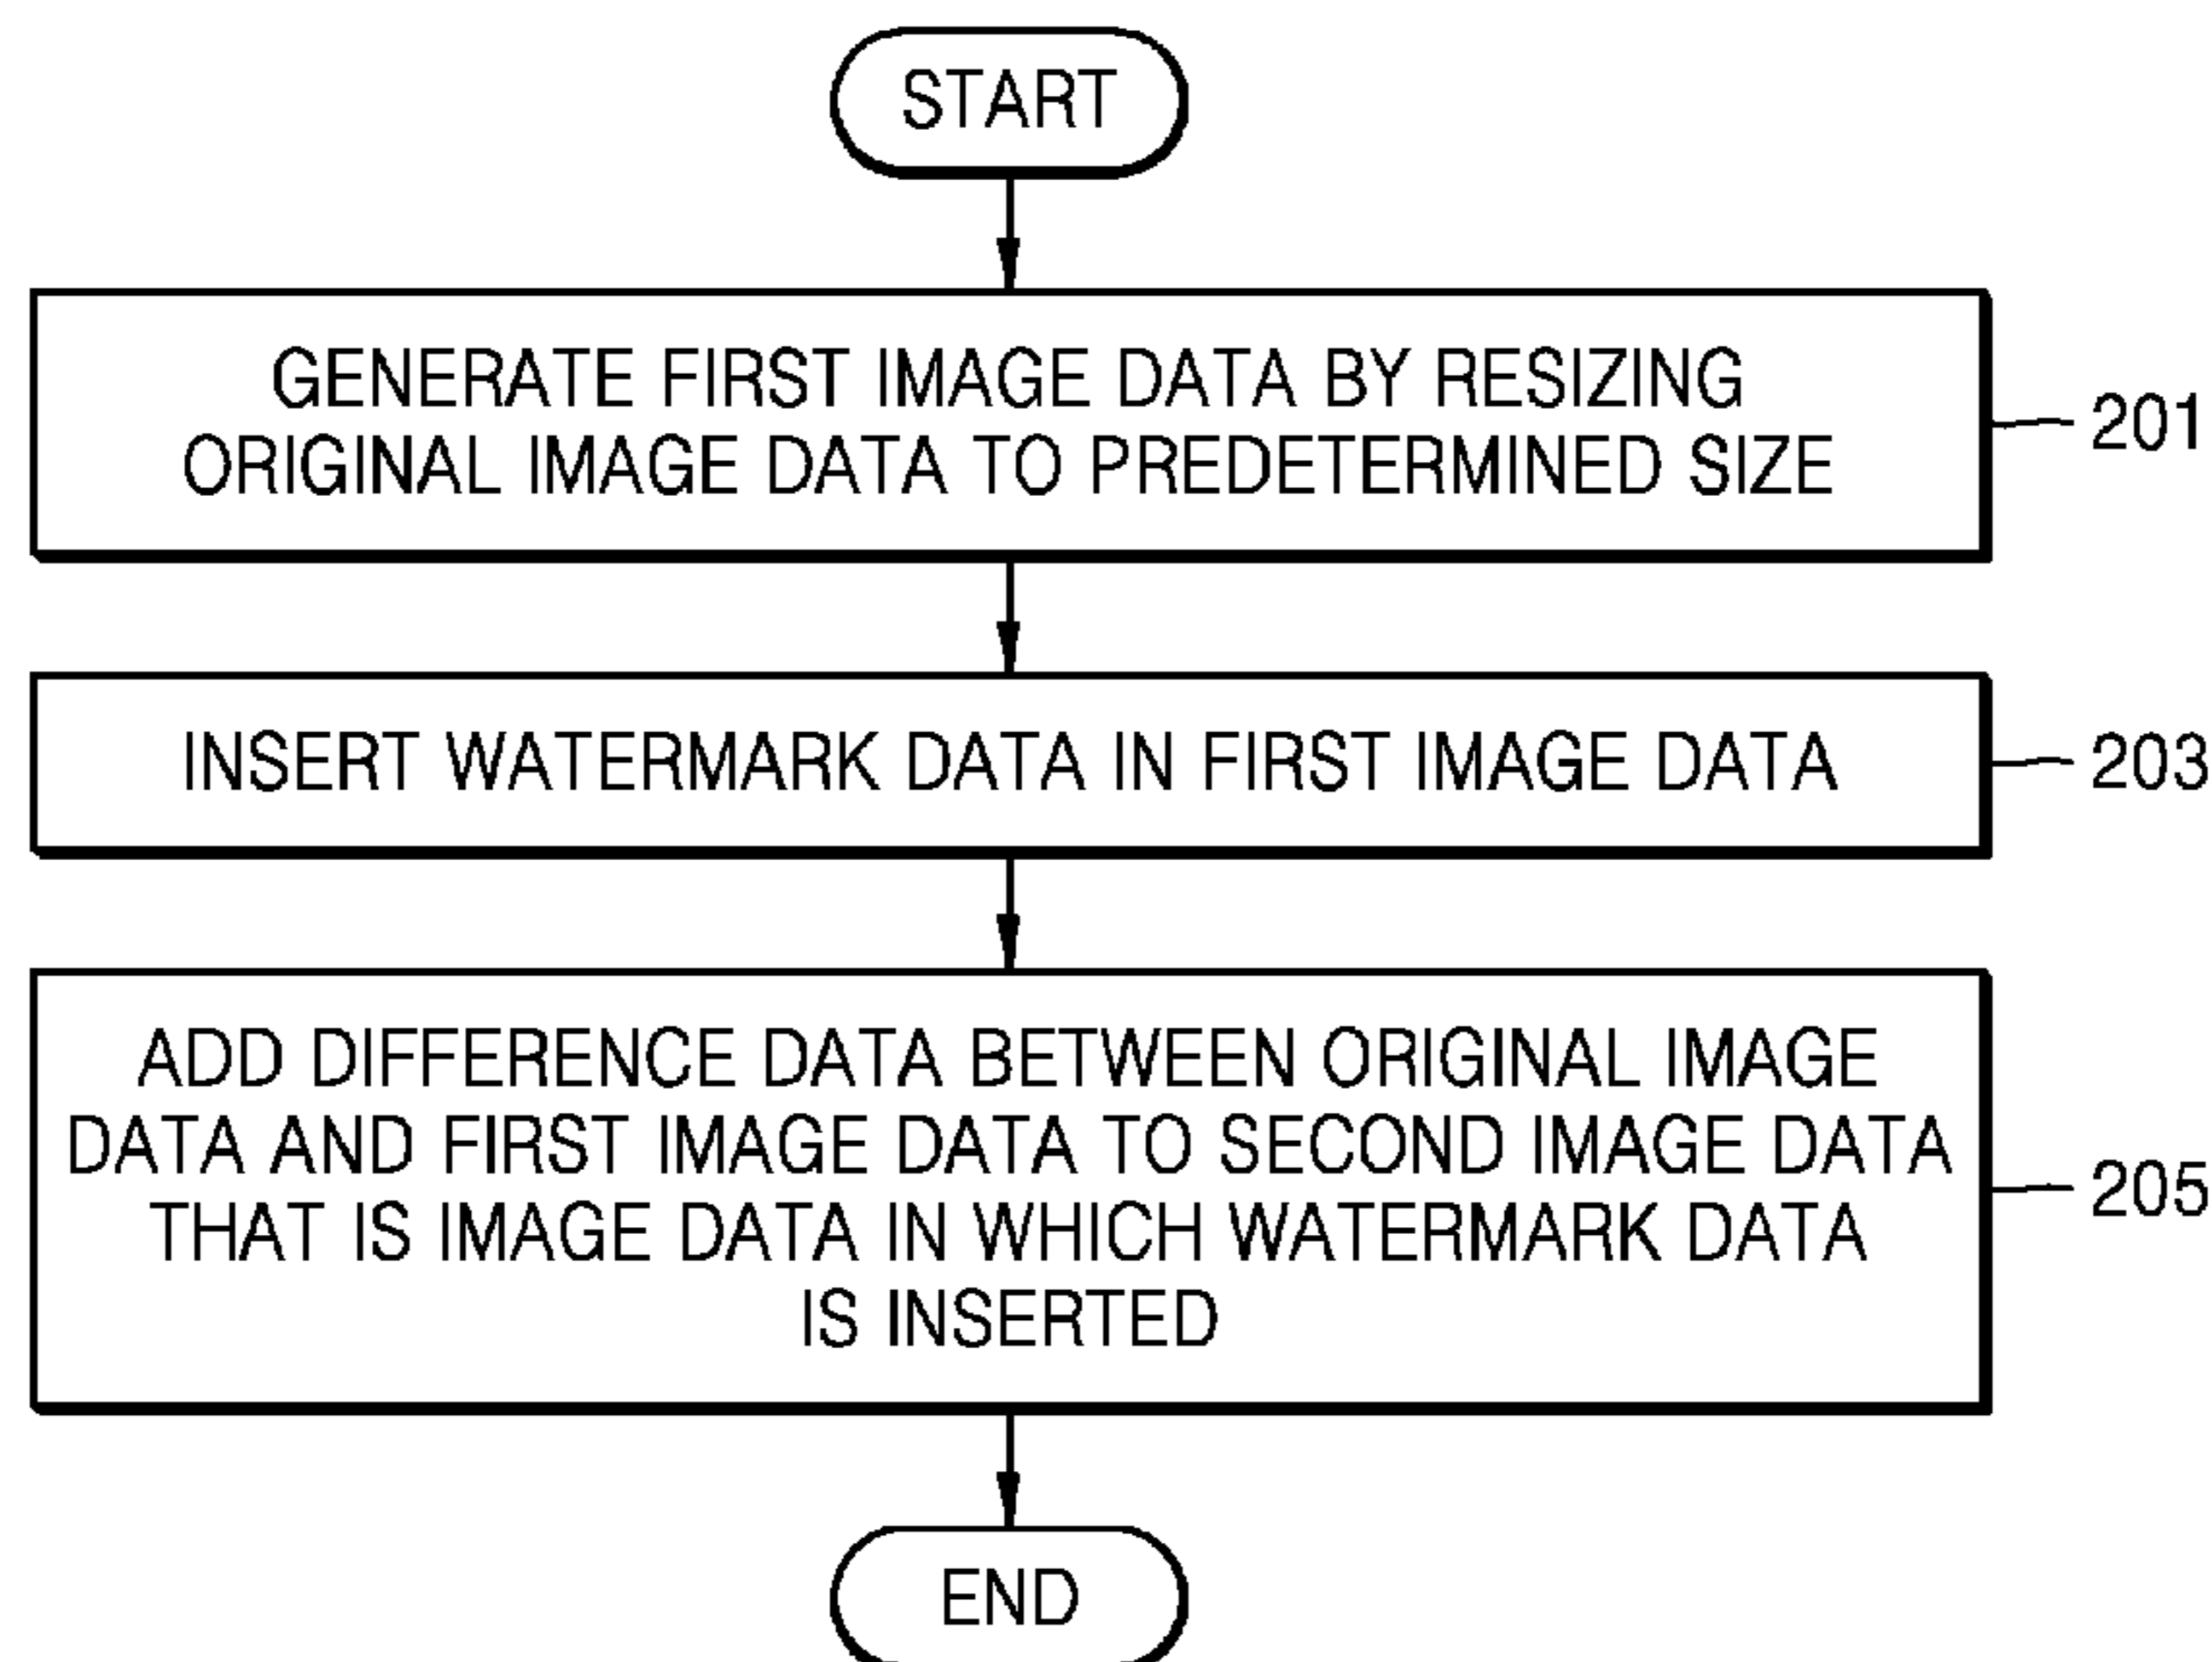 START
GENERATE FIRST IMAGE DATA BY RESIZING
ORIGINAL IMAGE DATA TO PREDETERMINED SIZE
201
INSERT WATERMARK DATA IN FIRST IMAGE DATA
203
ADD DIFFERENCE DATA BETWEEN ORIGINAL IMAGE
DATA AND FIRST IMAGE DATA TO SECOND IMAGE DATA
THAT IS IMAGE DATA IN WHICH WATERMARK DATA
IS INSERTED
205
END